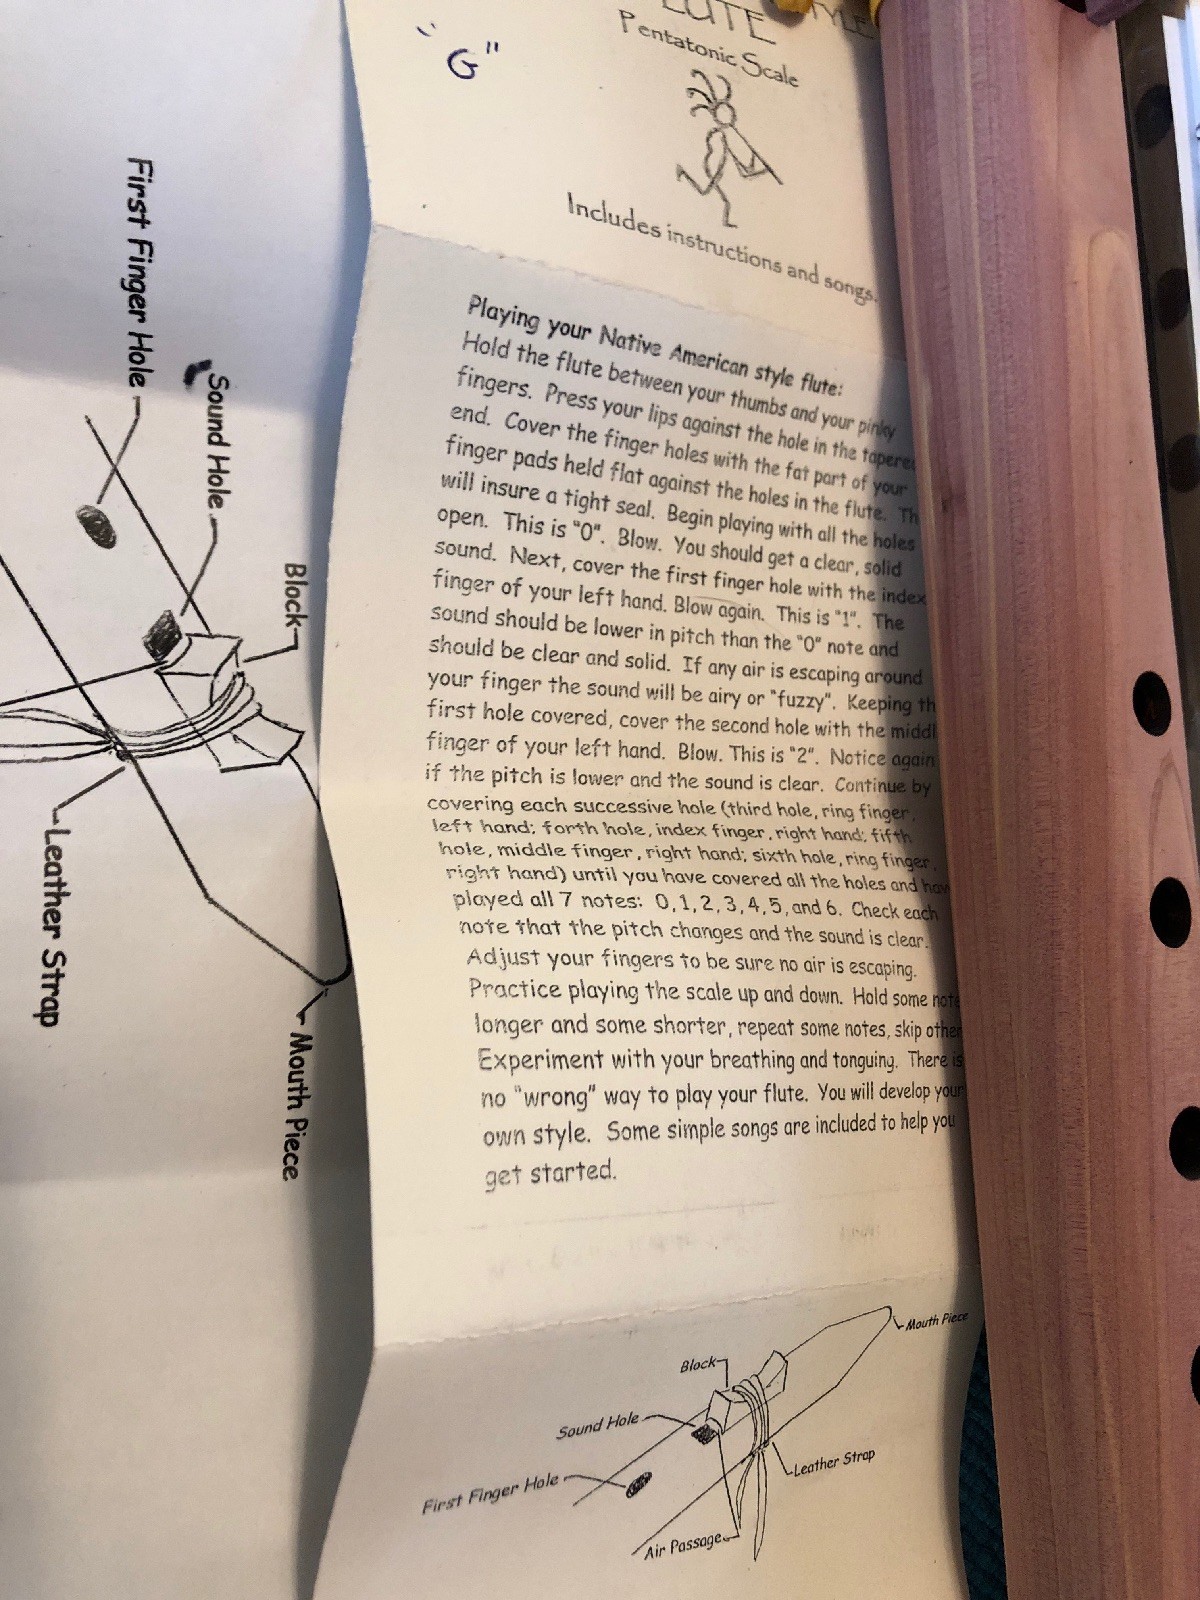 "G"
Pentatonic Scale
Includes instructions and songs.
Playing your Native American style flute:
Hold the flute between your thumbs and your pinky
fingers. Press your lips against the hole in the
end. Cover the finger holes with the fat part of your
finger pads held flat against the holes in the flute.
will insure a tight seal. Begin playing with all the holes
open. This is "0". Blow. You should get a clear, solid
sound. Next, cover the first finger hole with the index
finger of your left hand. Blow again. This is "1". The
sound should be lower in pitch than the "0" note and
should be clear and solid. If any air is escaping around
your finger the sound will be airy or "fuzzy". Keeping
first hole covered, cover the second hole with the
finger of your left hand. Blow. This is "2". Notice again
if the pitch is lower and the sound is clear. Continue by
covering each successive hole (third hole, ring finger,
left hand; forth hole, index finger, right hand; fifth
hole, middle finger, right hand; sixth hole, ring finger,
right hand) until you have covered all the holes and
played all 7 notes: 0, 1, 2, 3, 4, 5, and 6. Check each
note that the pitch changes and the sound is clear.
Adjust your fingers to be sure no air is escaping.
Practice playing the scale up and down. Hold some
longer and some shorter, repeat some notes, skip
Experiment with your breathing and tonguing. There is
no "wrong" way to play your flute. You will develop your
own style. Some simple songs are included to help you
get started.
Mouth Piece
Block
Sound Hole
Leather Strap
First Finger Hole
Air Passage
First Finger Hole
Sound Hole
Block
Leather Strap
Mouth Piece